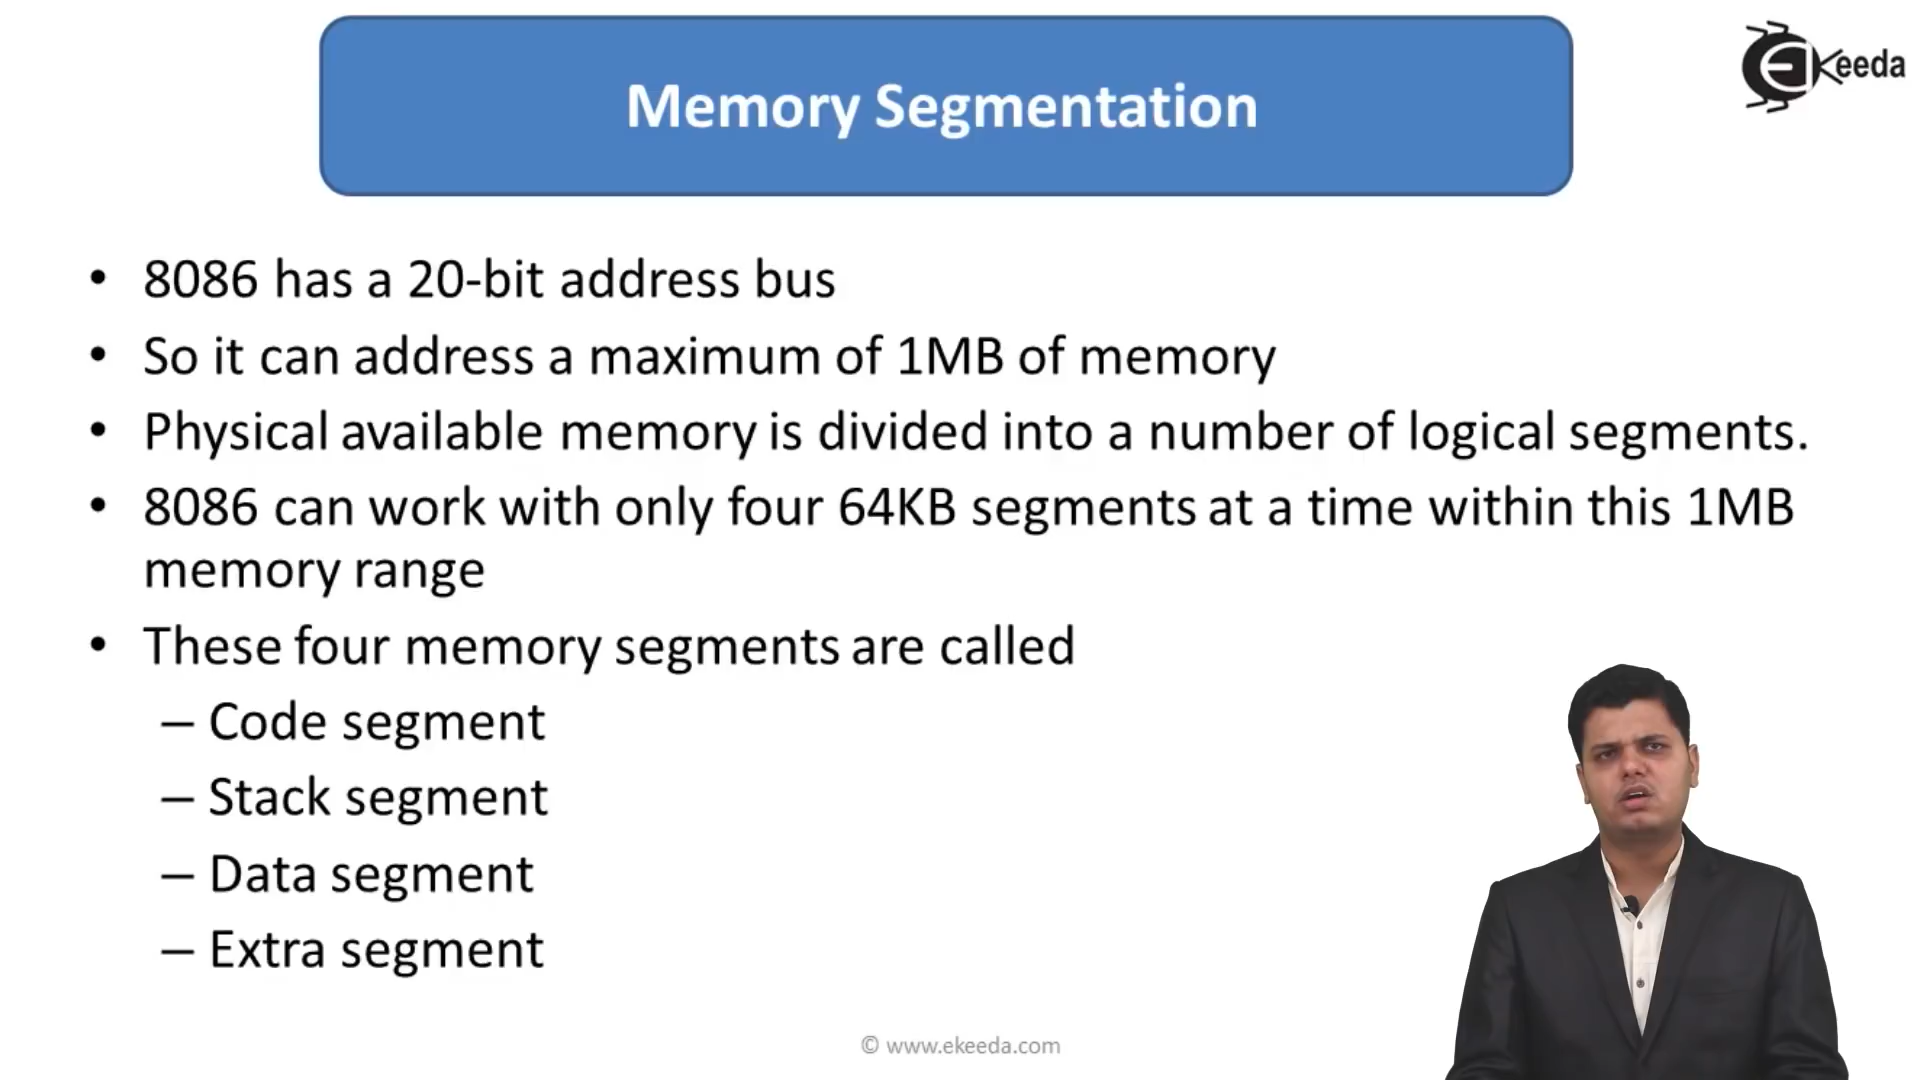 Memory Segmentation
EKeeda
• 8086 has a 20-bit address bus
• So it can address a maximum of 1MB of memory
• Physical available memory is divided into a number of logical segments.
• 8086 can work with only four 64KB segments at a time within this 1MB
memory range
• These four memory segments are called
– Code segment
– Stack segment
– Data segment
– Extra segment
© www.ekeeda.com